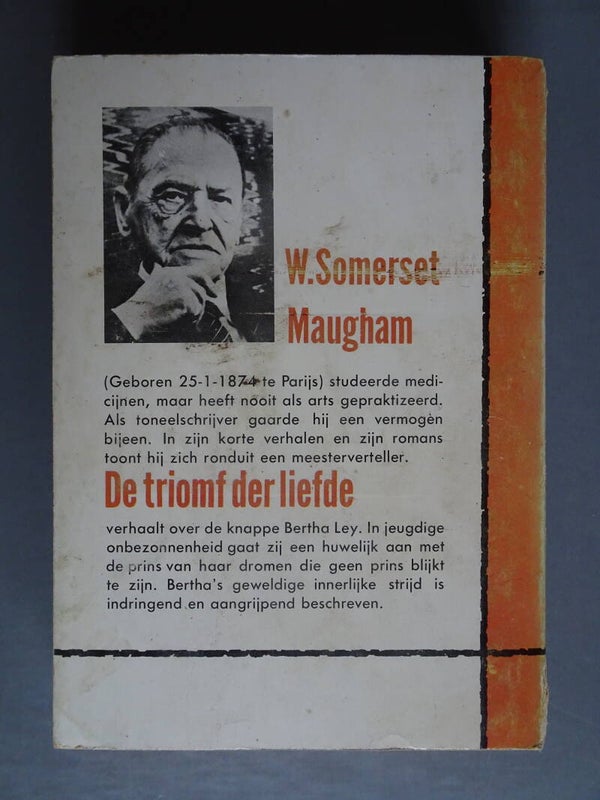 W.Somerset
Maugham
(Geboren 25-1-1874 te Parijs) studeerde medi-
cijnen, maar heeft nooit als arts gepraktizeerd.
Als toneelschrijver gaarde hij een vermogèn
bijeen. In zijn korte verhalen en zijn romans
toont hij zich ronduit een meesterverteller.
De triomf der liefde
verhaalt over de knappe Bertha Ley. In jeugdige
onbezonnenheid gaat zij een huwelijk aan met
de prins van haar dromen die geen prins blijkt
te zijn. Bertha's geweldige innerlijke strijd is
indringend en aangrijpend beschreven.